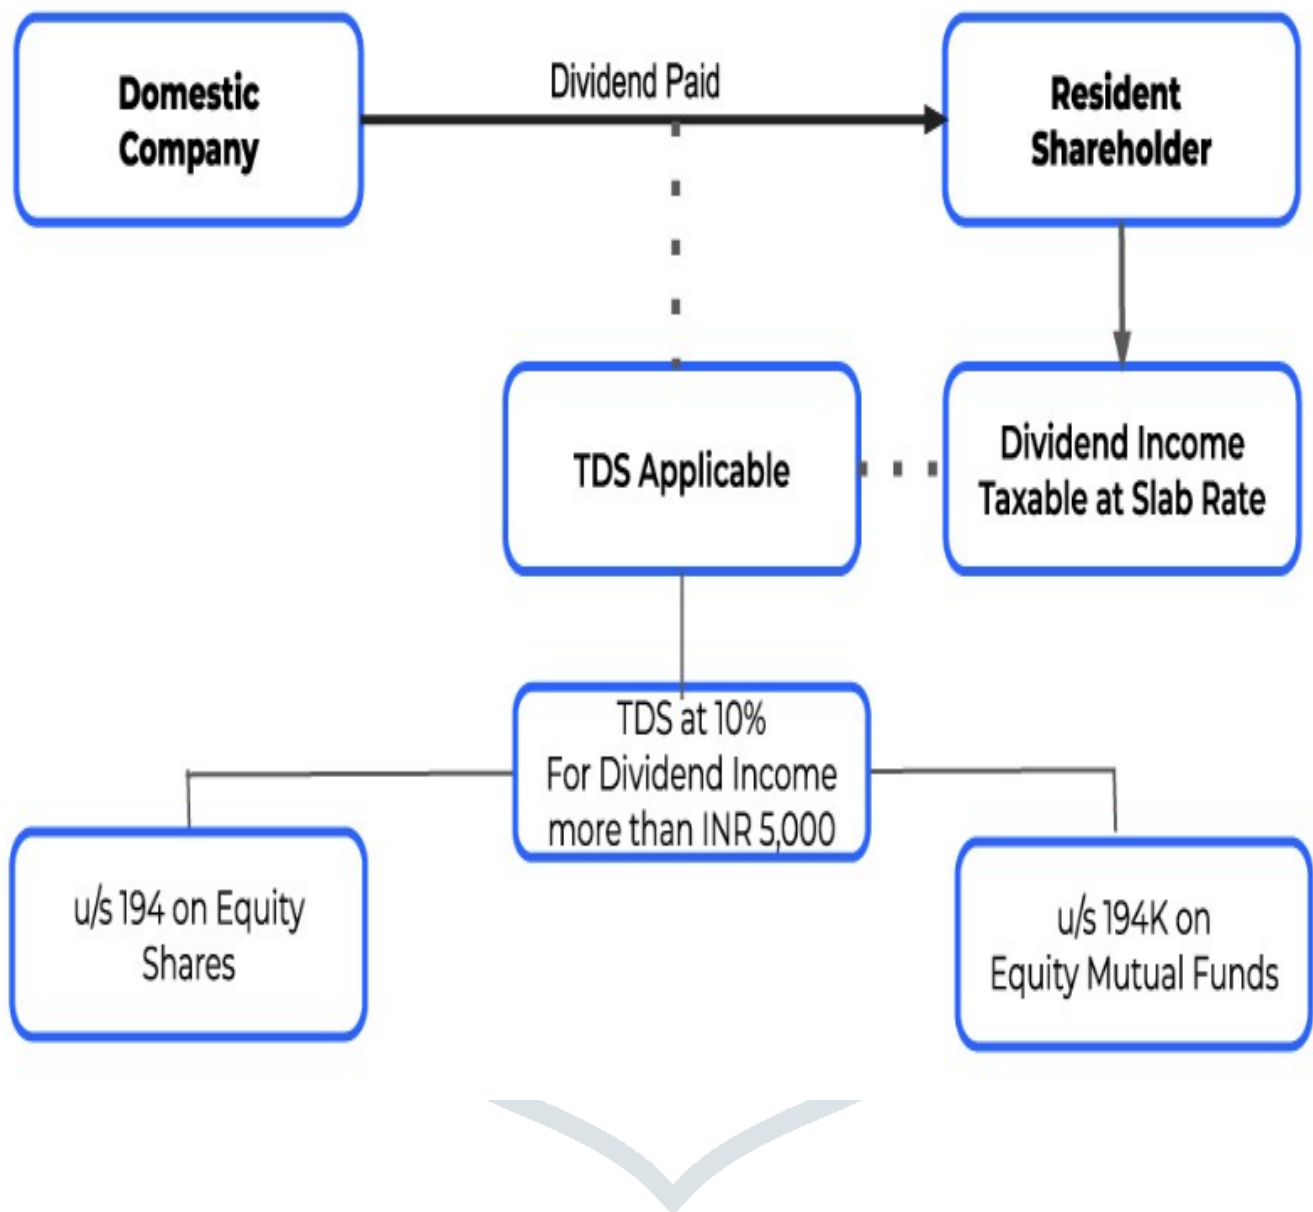 Domestic
Company
Dividend Paid
Resident
Shareholder
TDS Applicable
Dividend Income
Taxable at Slab Rate
TDS at 10%
For Dividend Income
more than INR 5,000
u/s 194 on Equity
Shares
u/s 194K on
Equity Mutual Funds